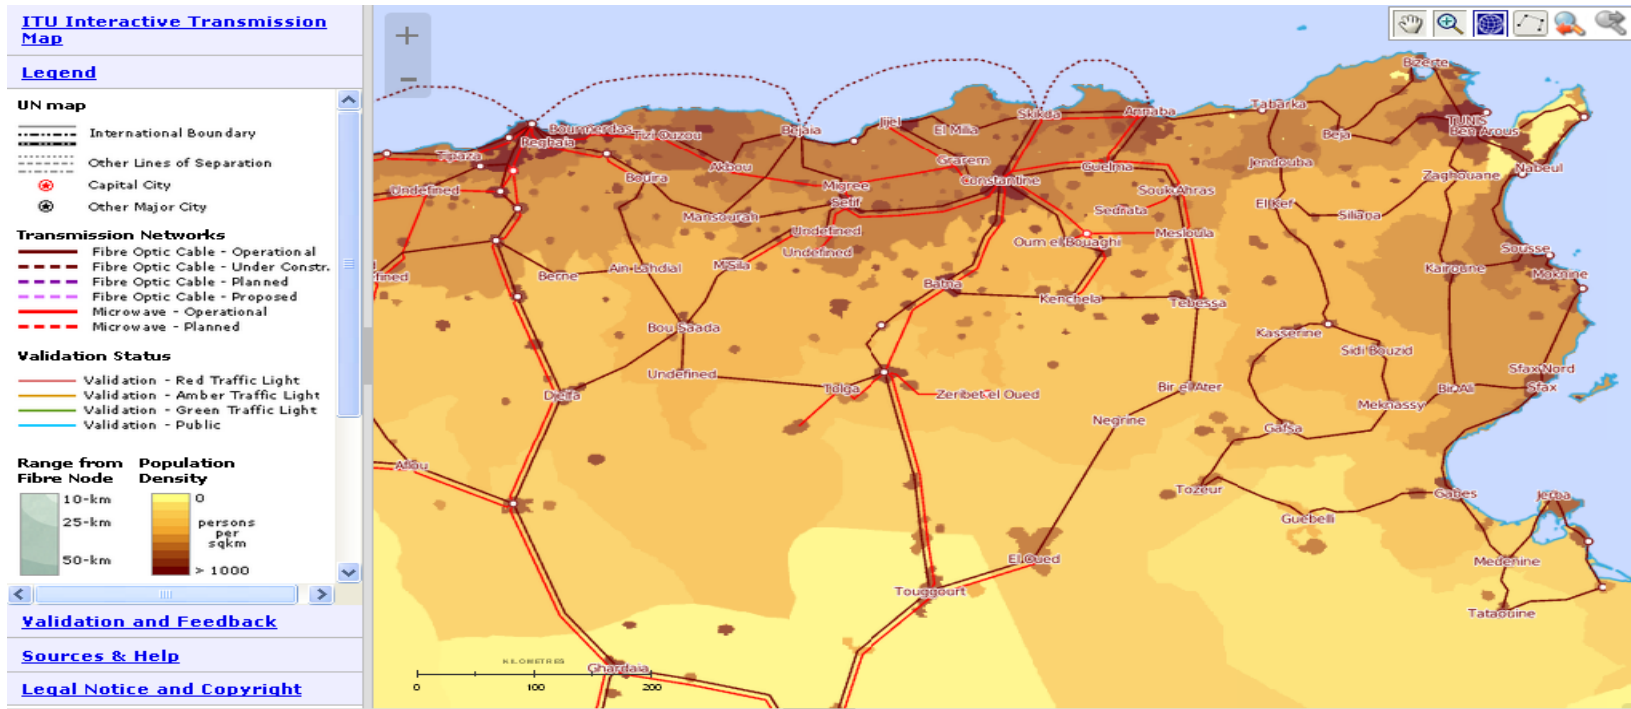 ITU Interactive Transmission
Map
Legend
UN map
International Boundary
Other Lines of Separation
Capital City
Other Major City
Transmission Networks
Fibre Optic Cable - Operational
Fibre Optic Cable - Under Constr.
Fibre Optic Cable - Planned
Fibre Optic Cable - Proposed
Microwave - Operational
Microwave - Planned
Validation Status
Validation - Red Traffic Light
Validation - Amber Traffic Light
Validation - Green Traffic Light
Validation - Public
Range from Fibre Node
Population Density
10-km
25-km
50-km
0
persons
per
sqkm
> 1000
Validation and Feedback
Sources & Help
Legal Notice and Copyright
+
−
Bizerte
Tabarka
Annaba
Skikda
TUNIS
Ben Arous
Beja
Jijel
El Milia
Bejaia
Boumerdas
Tizi Ouzou
Reghaia
Tipaza
Akbou
Grarem
Guelma
Jendouba
Nabeul
Zaghouane
Bouira
Constantine
Migree
Setif
Souk Ahras
Undefined
Sedrata
El Kef
Siliana
Mansourah
Undefined
Mesloula
Oum el Bouaghi
Undefined
Sousse
Moknine
Kairoune
M'Sila
Ain Lahdial
Berne
fined
Batna
Kenchela
Tebessa
Bou Saada
Kasserine
Sidi Bouzid
Sfax Nord
Sfax
Undefined
Tolga
Zeribet el Oued
Bir el Ater
Bir Ali
Meknassy
Djelfa
Negrine
Gafsa
Aflou
Tozeur
Gabes
Jerba
Guebelli
El Oued
Medenine
Touggourt
Tataouine
Ghardaia
KILOMETRES
0 100 200